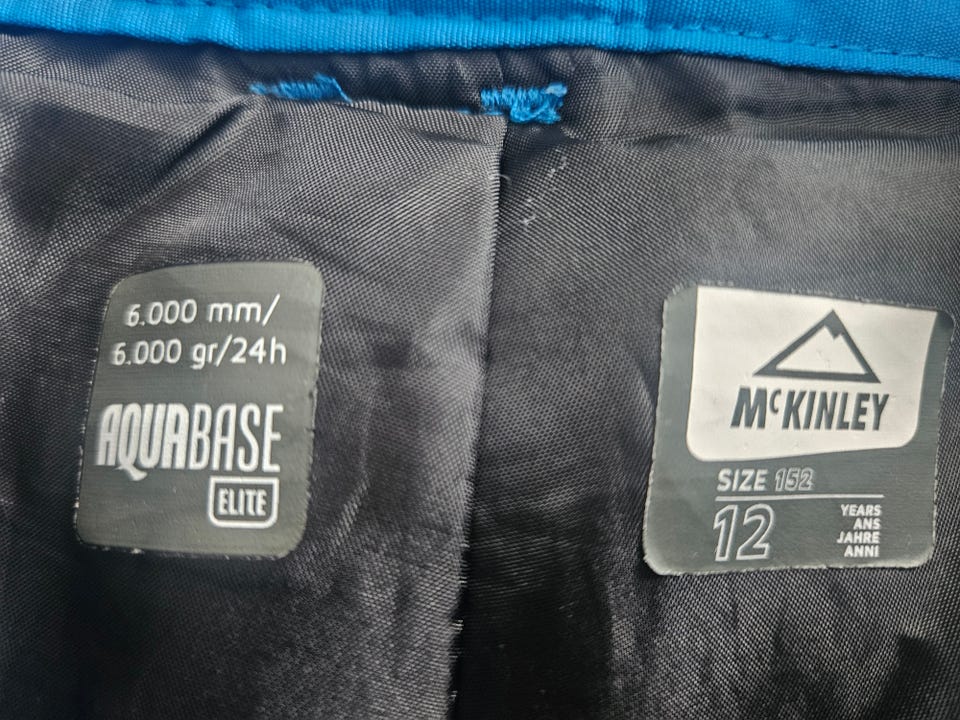 6.000 mm/
6.000 gr/24h
AQUABASE
ELITE
McKINLEY
SIZE 152
12
YEARS
ANS
JAHRE
ANNI